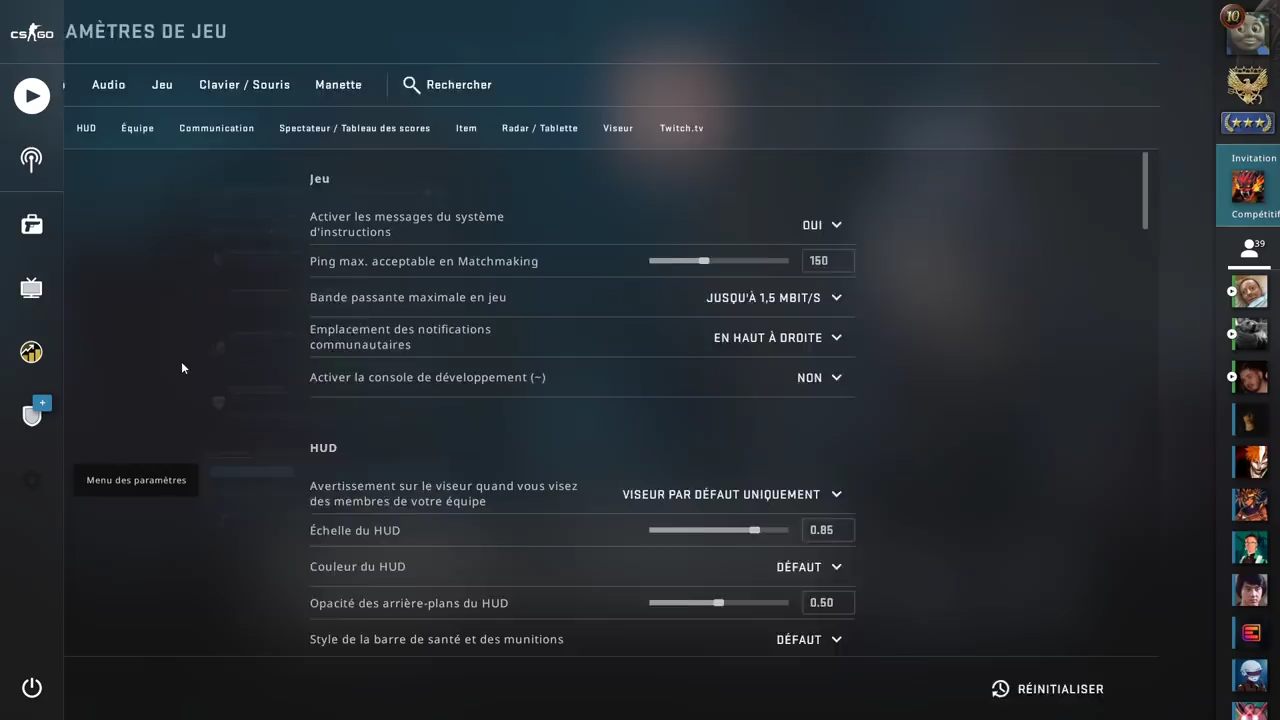 CS GO
AMÈTRES DE JEU
10
Audio
Jeu
Clavier / Souris
Manette
Rechercher
HUD
Équipe
Communication
Spectateur / Tableau des scores
Item
Radar / Tablette
Viseur
Twitch.tv
Invitation
Compétitif
39
Jeu
Activer les messages du système
d'instructions
OUI
Ping max. acceptable en Matchmaking
150
Bande passante maximale en jeu
JUSQU'À 1,5 MBIT/S
Emplacement des notifications
communautaires
EN HAUT À DROITE
Activer la console de développement (~)
NON
+
HUD
Menu des paramètres
Avertissement sur le viseur quand vous visez
des membres de votre équipe
VISEUR PAR DÉFAUT UNIQUEMENT
Échelle du HUD
0.85
Couleur du HUD
DÉFAUT
Opacité des arrière-plans du HUD
0.50
Style de la barre de santé et des munitions
DÉFAUT
RÉINITIALISER